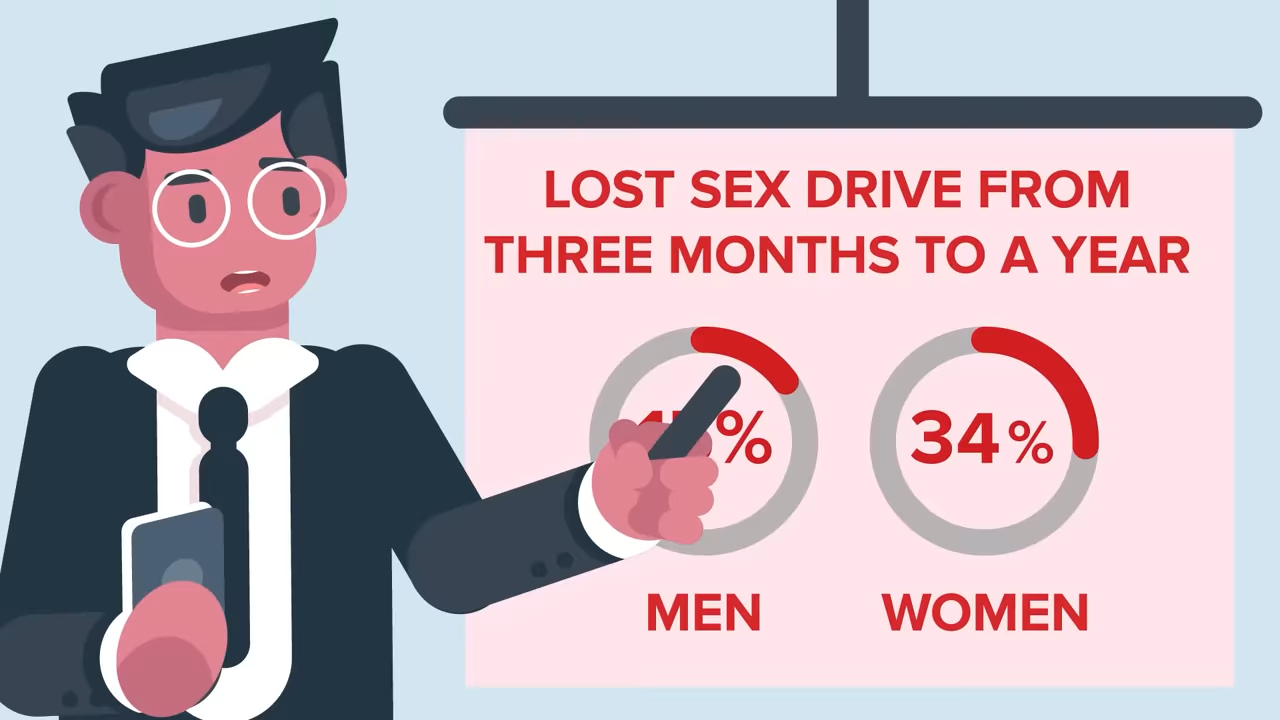 LOST SEX DRIVE FROM
THREE MONTHS TO A YEAR
%
34%
MEN
WOMEN